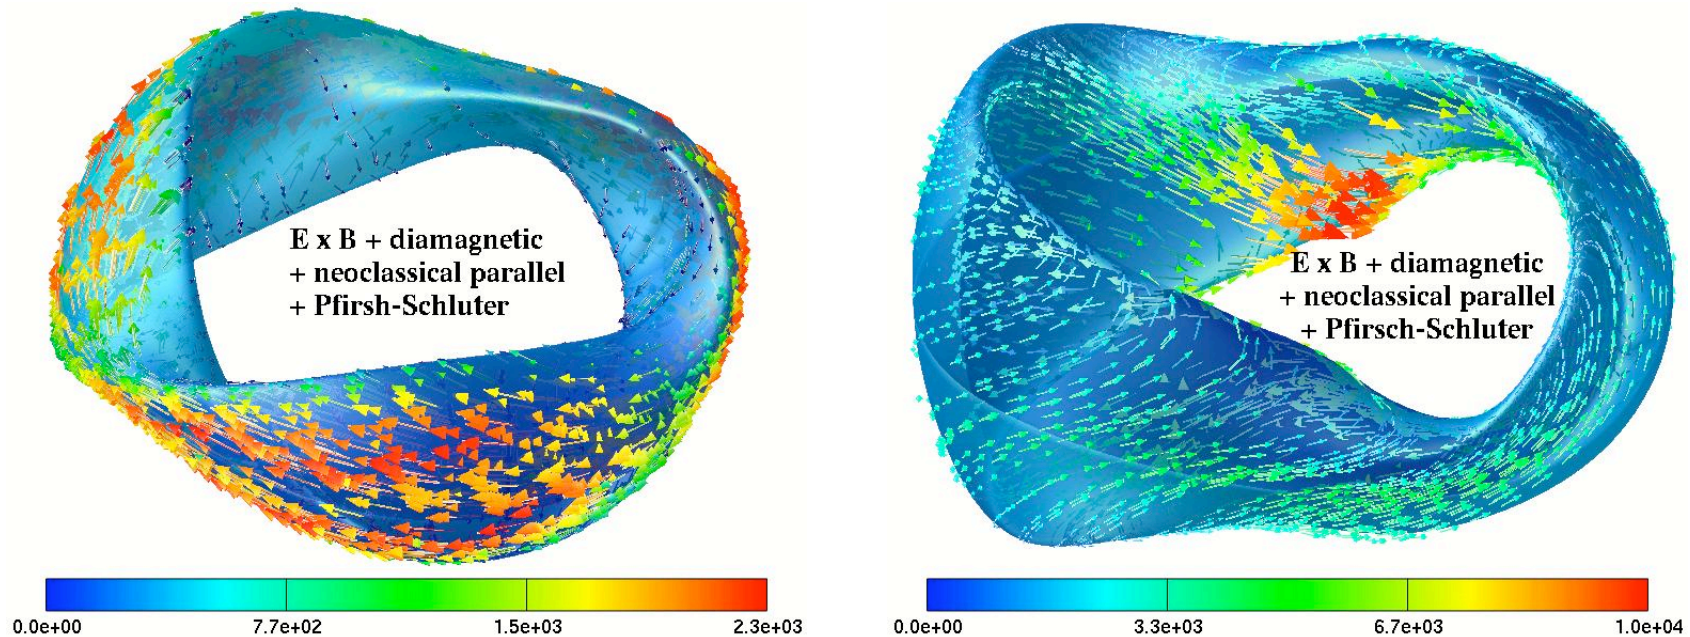 E x B + diamagnetic
+ neoclassical parallel
+ Pfirsh-Schluter
0.0e+00 7.7e+02 1.5e+03 2.3e+03
E x B + diamagnetic
+ neoclassical parallel
+ Pfirsch-Schluter
0.0e+00 3.3e+03 6.7e+03 1.0e+04